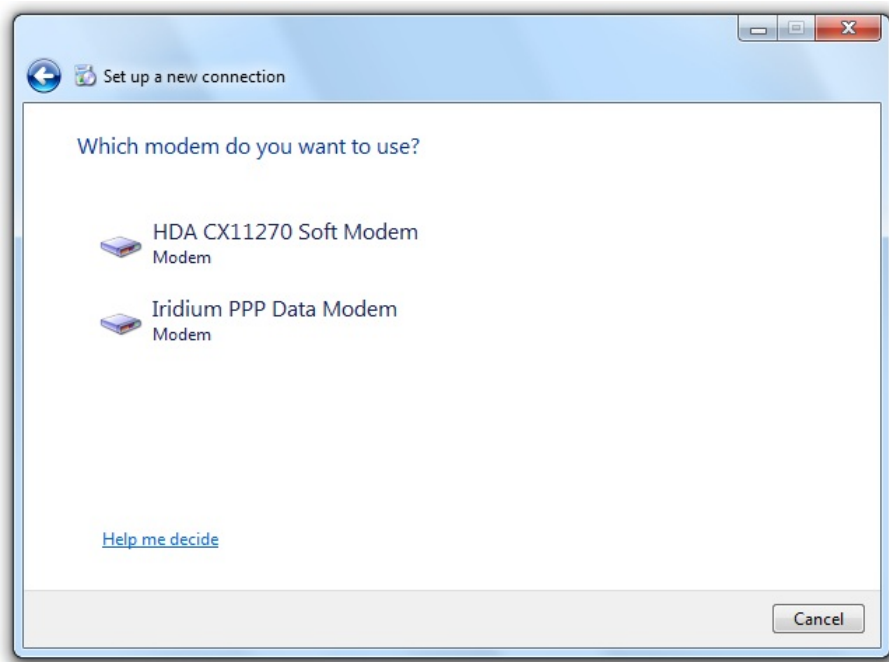 Set up a new connection
Which modem do you want to use?
HDA CX11270 Soft Modem
Modem
Iridium PPP Data Modem
Modem
Help me decide
Cancel